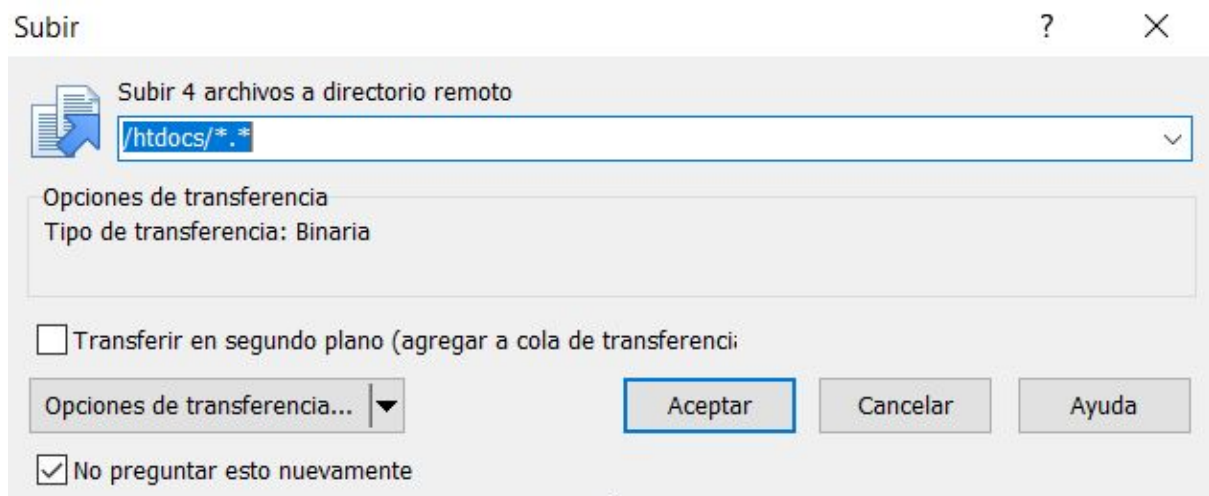 Subir
Subir 4 archivos a directorio remoto
/htdocs/*.*
Opciones de transferencia
Tipo de transferencia: Binaria
Transferir en segundo plano (agregar a cola de transferenci
Opciones de transferencia... Aceptar Cancelar Ayuda
No preguntar esto nuevamente